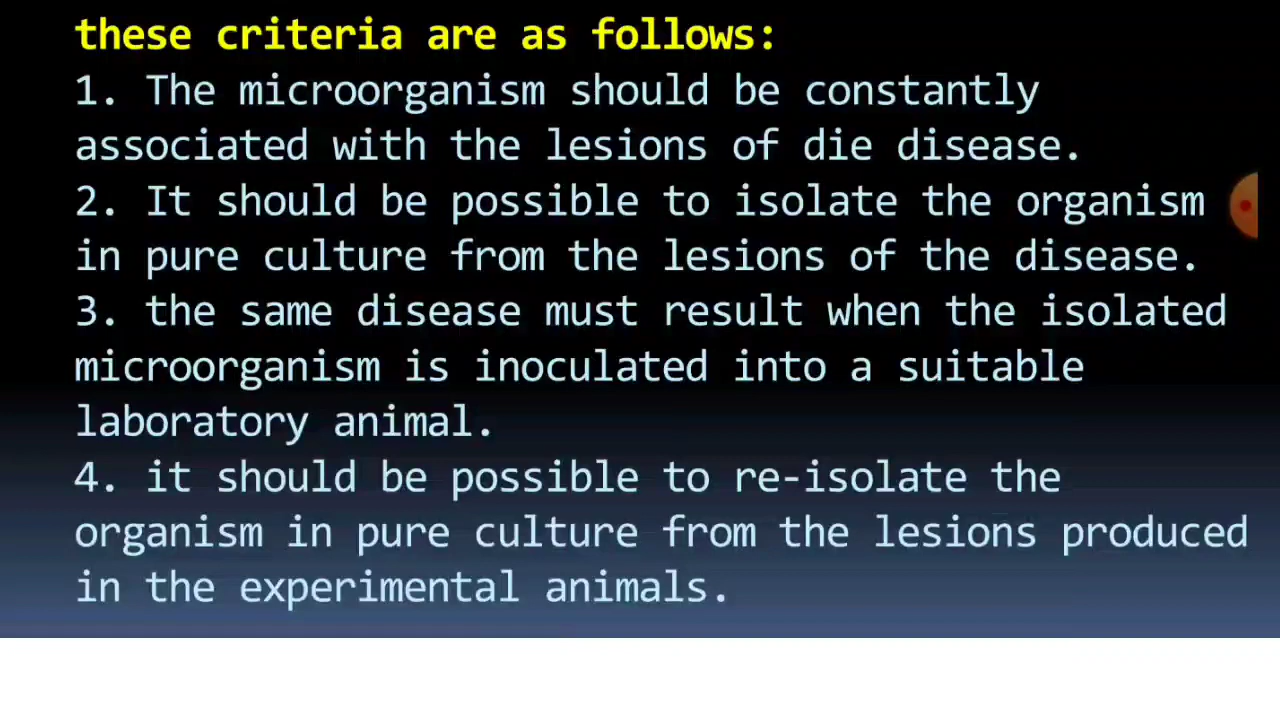 these criteria are as follows:
1. The microorganism should be constantly
associated with the lesions of die disease.
2. It should be possible to isolate the organism
in pure culture from the lesions of the disease.
3. the same disease must result when the isolated
microorganism is inoculated into a suitable
laboratory animal.
4. it should be possible to re-isolate the
organism in pure culture from the lesions produced
in the experimental animals.